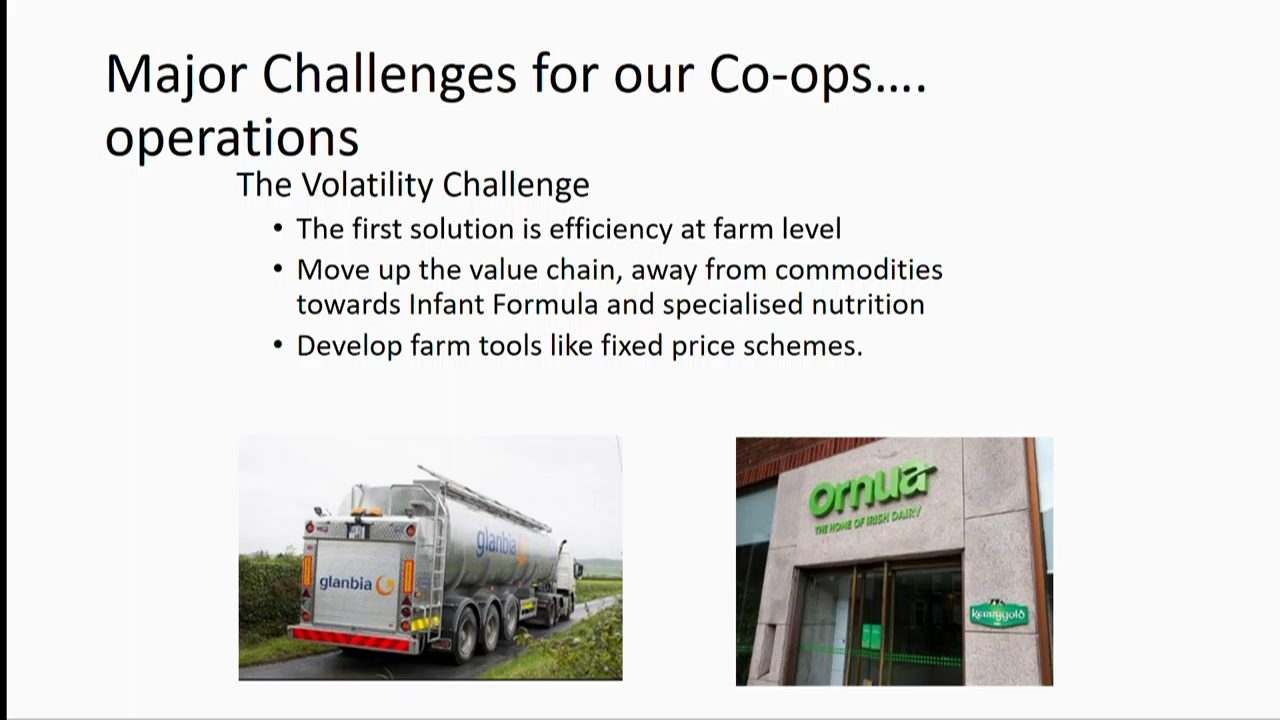 Major Challenges for our Co-ops....
operations
The Volatility Challenge
• The first solution is efficiency at farm level
• Move up the value chain, away from commodities
towards Infant Formula and specialised nutrition
• Develop farm tools like fixed price schemes.
glanbia
glanbia
ornua
THE HOME OF IRISH DAIRY
Kerrygold